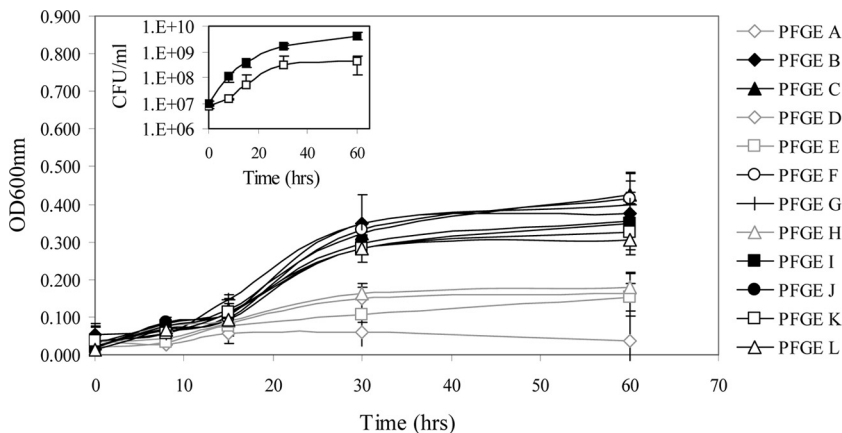 0.900
0.800
0.700
0.600
0.500
0.400
0.300
0.200
0.100
0.000
OD600nm
0
10
20
30
40
50
60
70
Time (hrs)
1.E+10
1.E+09
1.E+08
1.E+07
1.E+06
CFU/ml
0
20
40
60
Time (hrs)
PFGE A
PFGE B
PFGE C
PFGE D
PFGE E
PFGE F
PFGE G
PFGE H
PFGE I
PFGE J
PFGE K
PFGE L